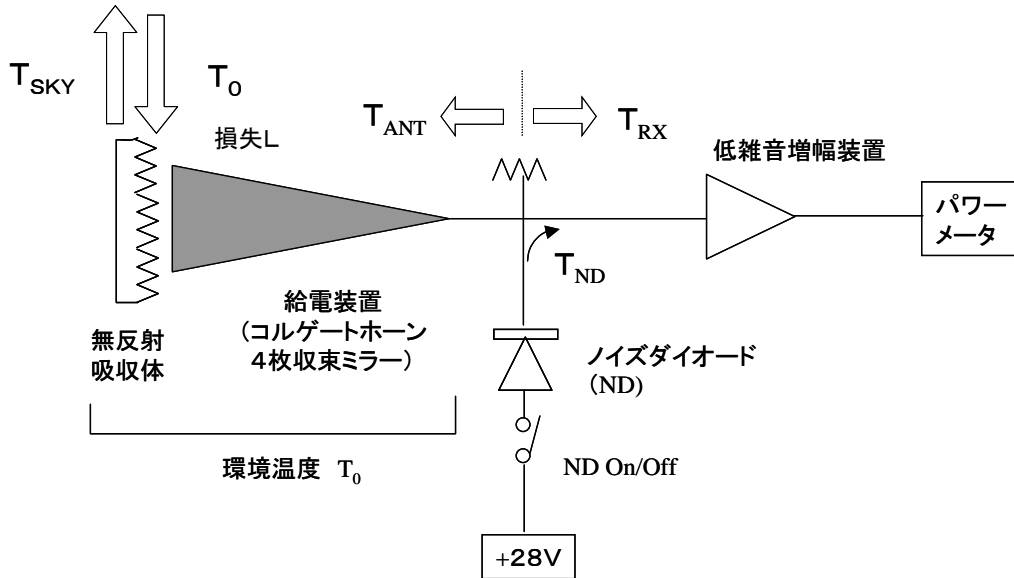 TSKY
T0
損失L
TANT
TRX
低雑音増幅装置
パワー
メータ
TND
給電装置
(コルゲートホーン
4枚収束ミラー)
無反射
吸収体
ノイズダイオード
(ND)
環境温度 T0
ND On/Off
+28V